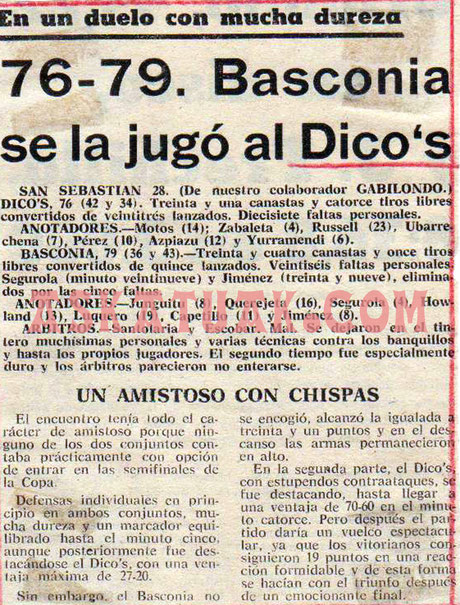 En un duelo con mucha dureza
76-79. Basconia
se la jugó al Dico's
SAN SEBASTIAN 28. (De nuestro colaborador GABILONDO.)
DICO'S, 76 (42 y 34). Treinta y una canastas y catorce tiros libres
convertidos de veintitrés lanzados. Diecisiete faltas personales.
ANOTADORES.—Motos (14); Zabaleta (4), Russell (23), Ubarre-
chena (7), Pérez (10), Azpiazu (12) y Yurramendi (6).
BASCONIA, 79 (36 y 43).—Treinta y cuatro canastas y once tiros
libres convertidos de quince lanzados. Veintiséis faltas personales.
Segurola (minuto veintinueve) y Jiménez (treinta y nueve), elimina-
dos por las cinco faltas.
ANOTADORES.—Junguitu (8), Querejeta (16), Segurola (4), How-
land (13), Luquero (19), Capetillo (11) y Jiménez (8).
ARBITROS.—Santolaria y Escobar. Mal. Se dejaron en el tin-
tero muchísimas personales y varias técnicas contra los banquillos
y hasta los propios jugadores. El segundo tiempo fue especialmente
duro y los árbitros parecieron no enterarse.
UN AMISTOSO CON CHISPAS
El encuentro tenía todo el ca-
rácter de amistoso porque nin-
guno de los dos conjuntos con-
taba prácticamente con opción
de entrar en las semifinales de
la Copa.
Defensas individuales en prin-
cipio en ambos conjuntos, mu-
cha dureza y un marcador equi-
librado hasta el minuto cinco,
aunque posteriormente fue des-
tacándose el Dico's, con una ven-
taja máxima de 27-20.
Sin embargo, el Basconia no
se encogió, alcanzó la igualada a
treinta y un puntos y en el des-
canso las armas permanecieron
en alto.
En la segunda parte, el Dico's,
con estupendos contraataques, se
fue destacando, hasta llegar a
una ventaja de 70-60 en el minu-
to catorce. Pero después el par-
tido daría un vuelco espectacu-
lar, ya que los vitorianos con-
siguieron 19 puntos en una reac-
ción formidable y de esta forma
se hacían con el triunfo después
de un emocionante final.